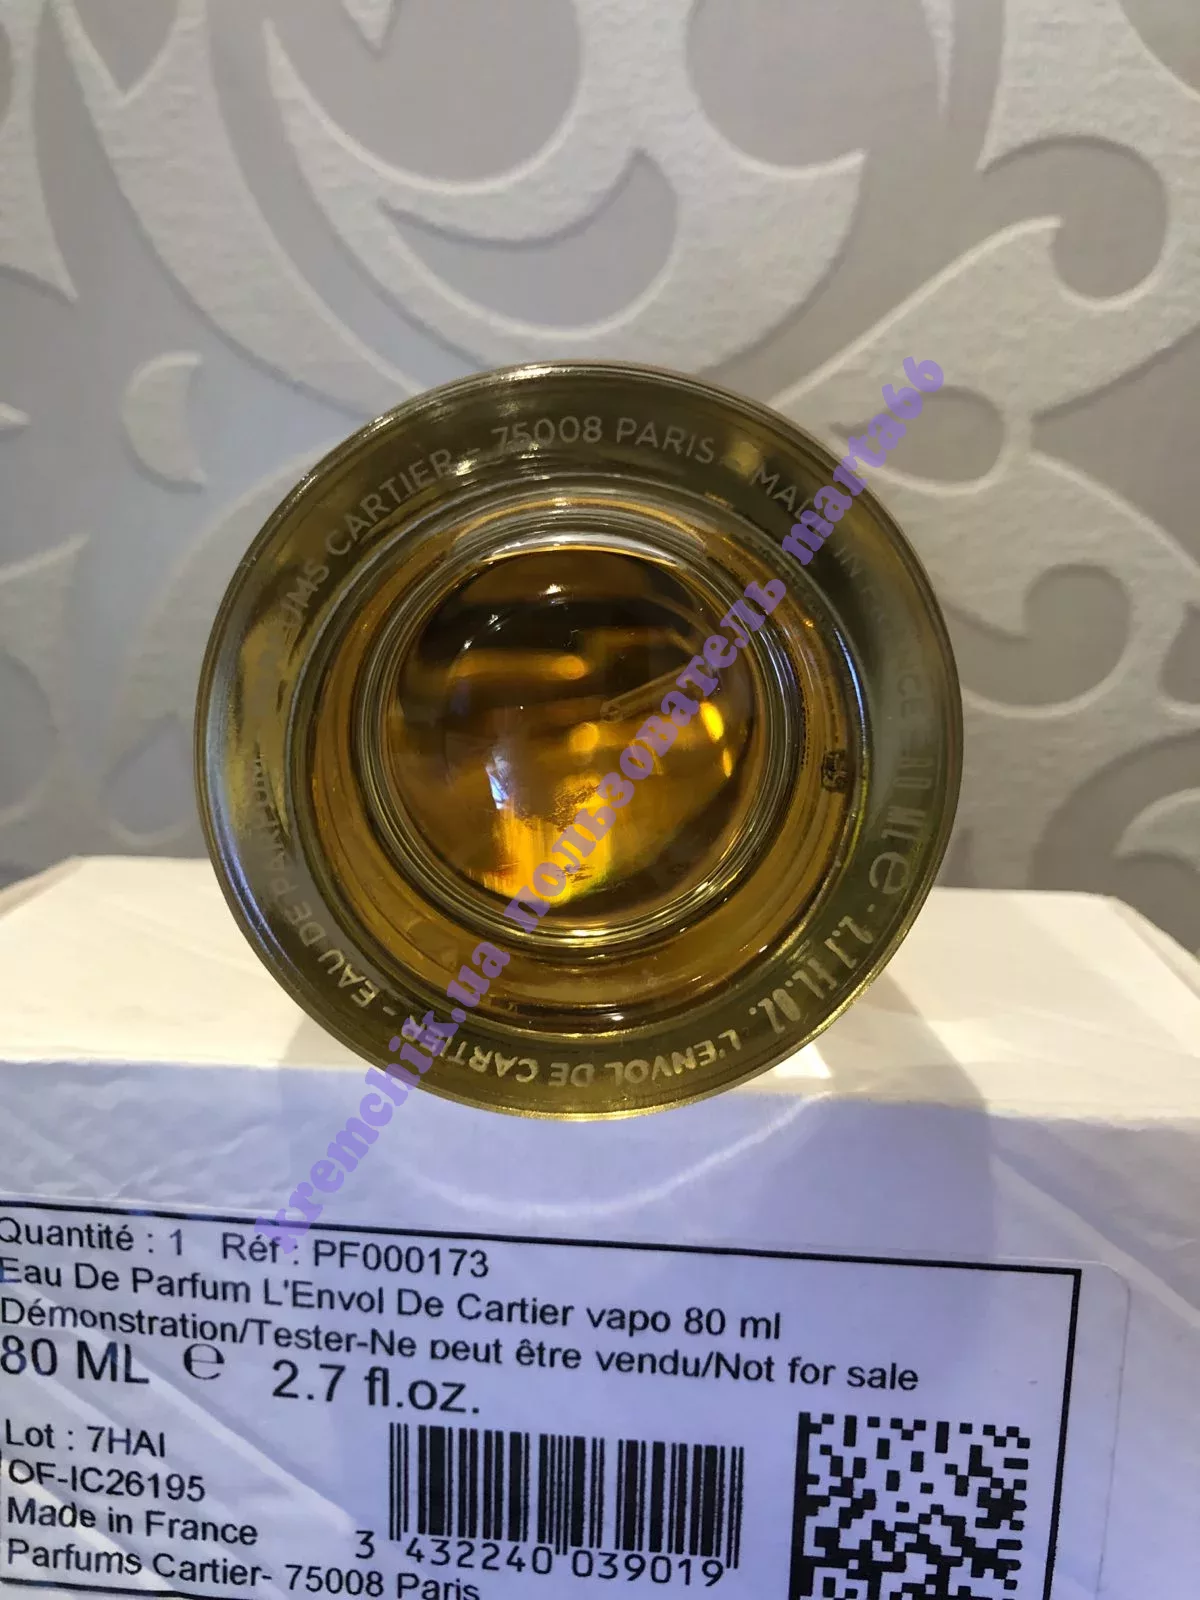 PARFUMS CARTIER - 75008 PARIS - MADE IN FRANCE - 80 ML e - 2.7 FL.OZ. L'ENVOL DE CARTIER - EAU DE PARFUM
kremchik.ua пользователь marta66
Quantité : 1 Réf : PF000173
Eau De Parfum L'Envol De Cartier vapo 80 ml
Démonstration/Tester-Ne peut être vendu/Not for sale
80 ML ℮ 2.7 fl.oz.
Lot : 7HAI
OF-IC26195
Made in France
Parfums Cartier- 75008 Paris
3 432240 039019